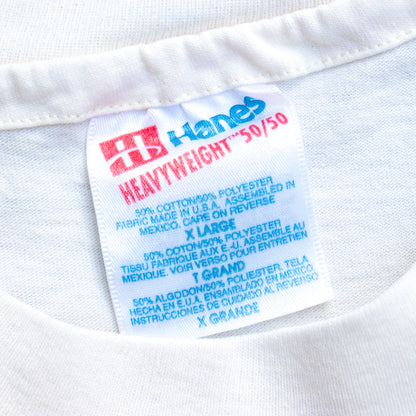 Hanes
HEAVYWEIGHT™ 50/50
50% COTTON/50% POLYESTER
FABRIC MADE IN U.S.A. ASSEMBLED IN
MEXICO. CARE ON REVERSE
X LARGE
50% COTON/50% POLYESTER
TISSU FABRIQUE AUX E.-U. ASSEMBLE AU
MEXIQUE. VOIR VERSO POUR ENTRETIEN
T GRAND
50% ALGODON/50% POLIESTER. TELA
HECHA EN E.U.A. ENSAMBLADO EN MEXICO.
INSTRUCCIONES DE CUIDADO AL REVERSO
X GRANDE